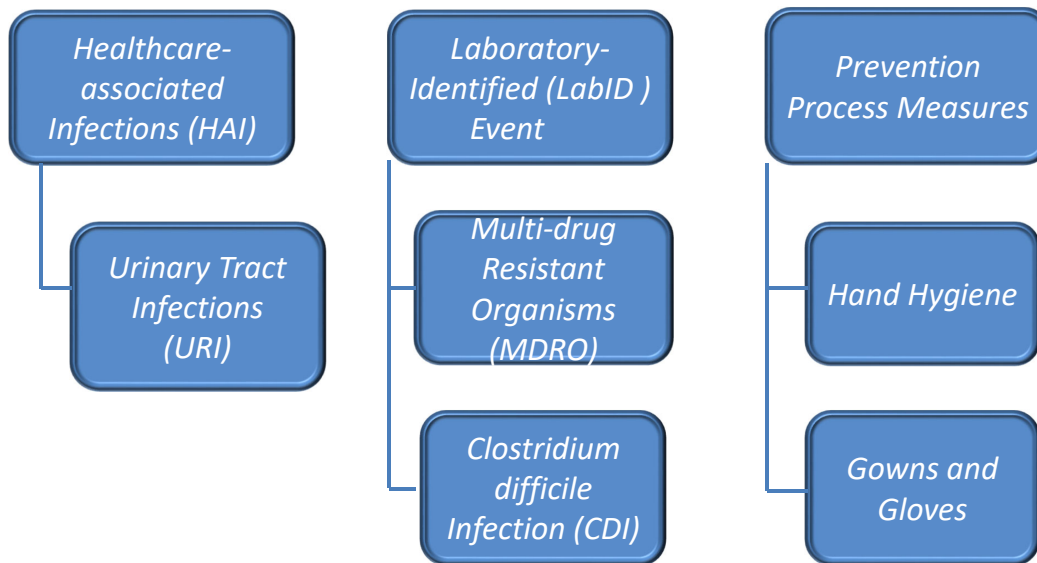 Healthcare-
associated
Infections (HAI)
Urinary Tract
Infections
(URI)
Laboratory-
Identified (LabID )
Event
Multi-drug
Resistant
Organisms
(MDRO)
Clostridium
difficile
Infection (CDI)
Prevention
Process Measures
Hand Hygiene
Gowns and
Gloves